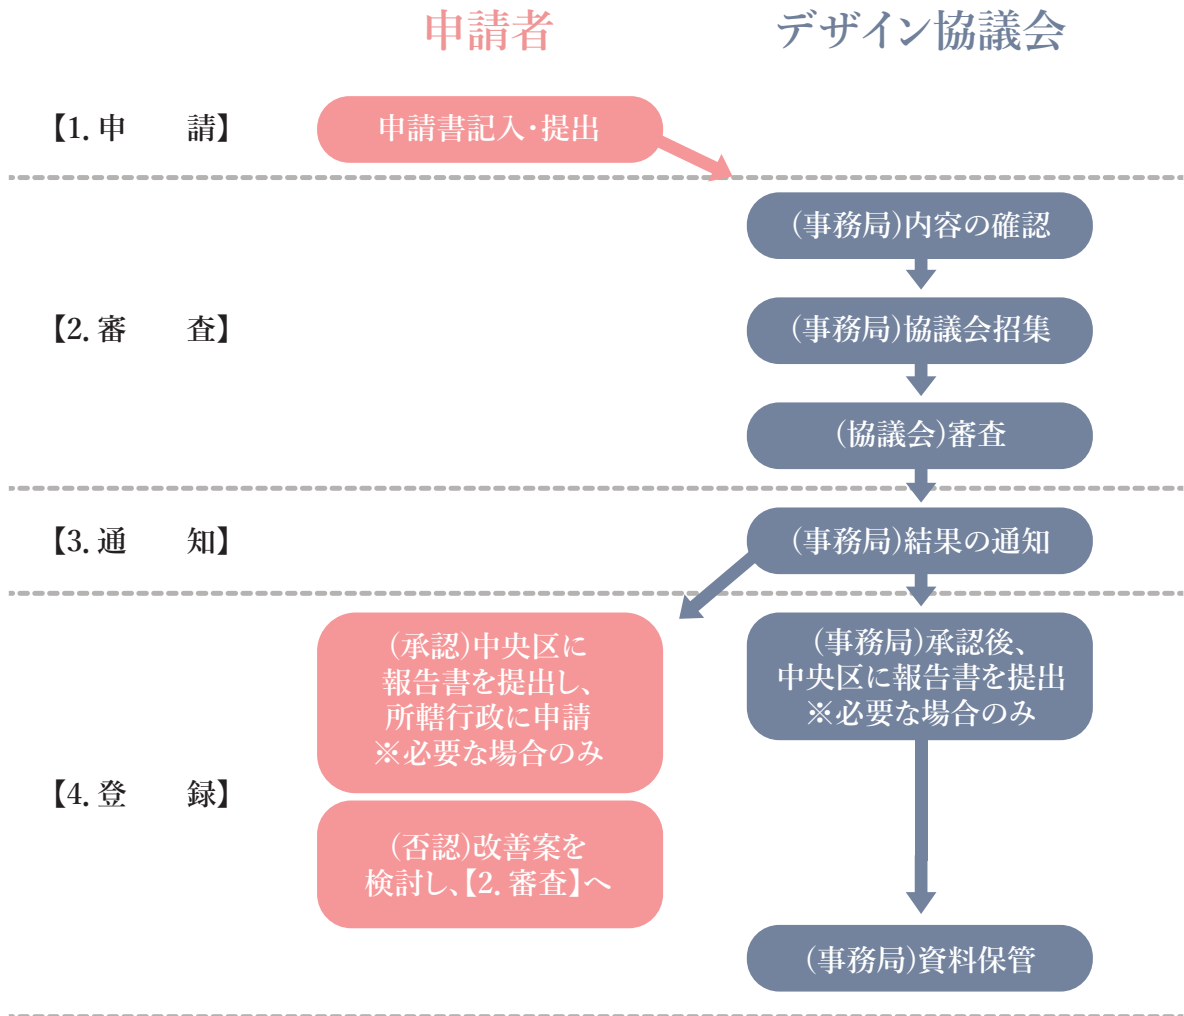 申請者
デザイン協議会
【1. 申　　請】
申請書記入・提出
【2. 審　　査】
(事務局)内容の確認
(事務局)協議会招集
(協議会)審査
【3. 通　　知】
(事務局)結果の通知
【4. 登　　録】
(承認)中央区に
報告書を提出し、
所轄行政に申請
※必要な場合のみ
(否認)改善案を
検討し、【2. 審査】へ
(事務局)承認後、
中央区に報告書を提出
※必要な場合のみ
(事務局)資料保管